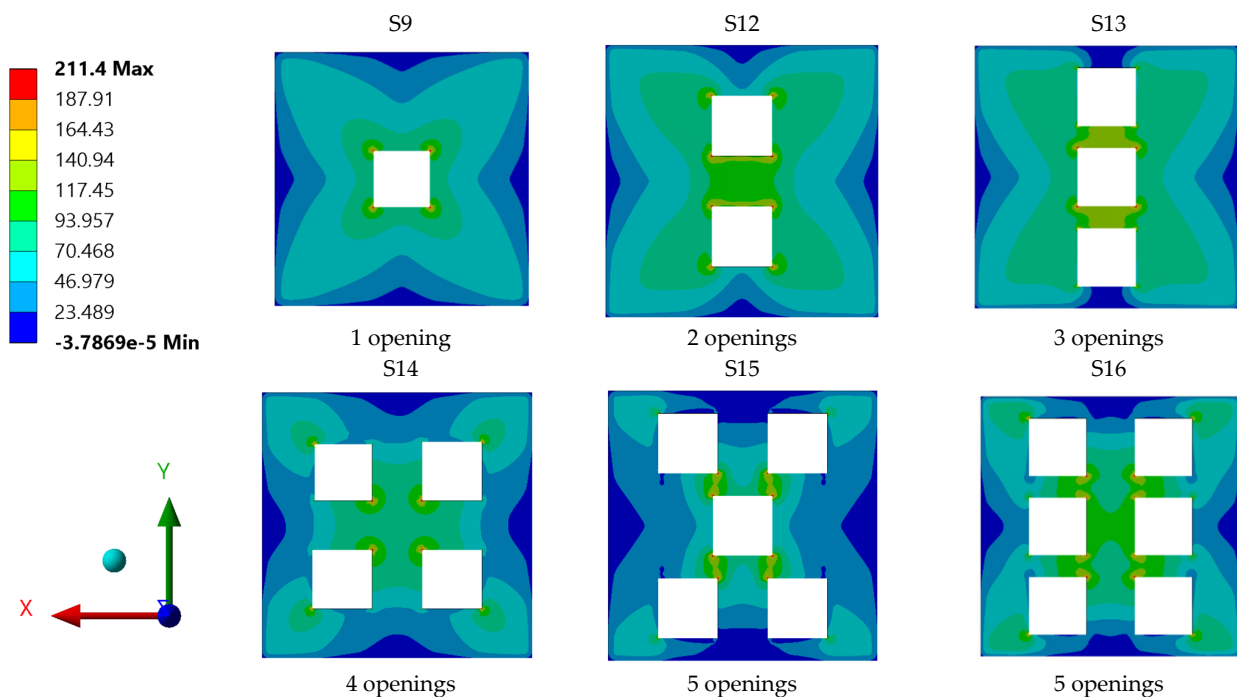 S9
S12
S13
211.4 Max
187.91
164.43
140.94
117.45
93.957
70.468
46.979
23.489
-3.7869e-5 Min
1 opening
2 openings
3 openings
S14
S15
S16
Y
X
4 openings
5 openings
5 openings